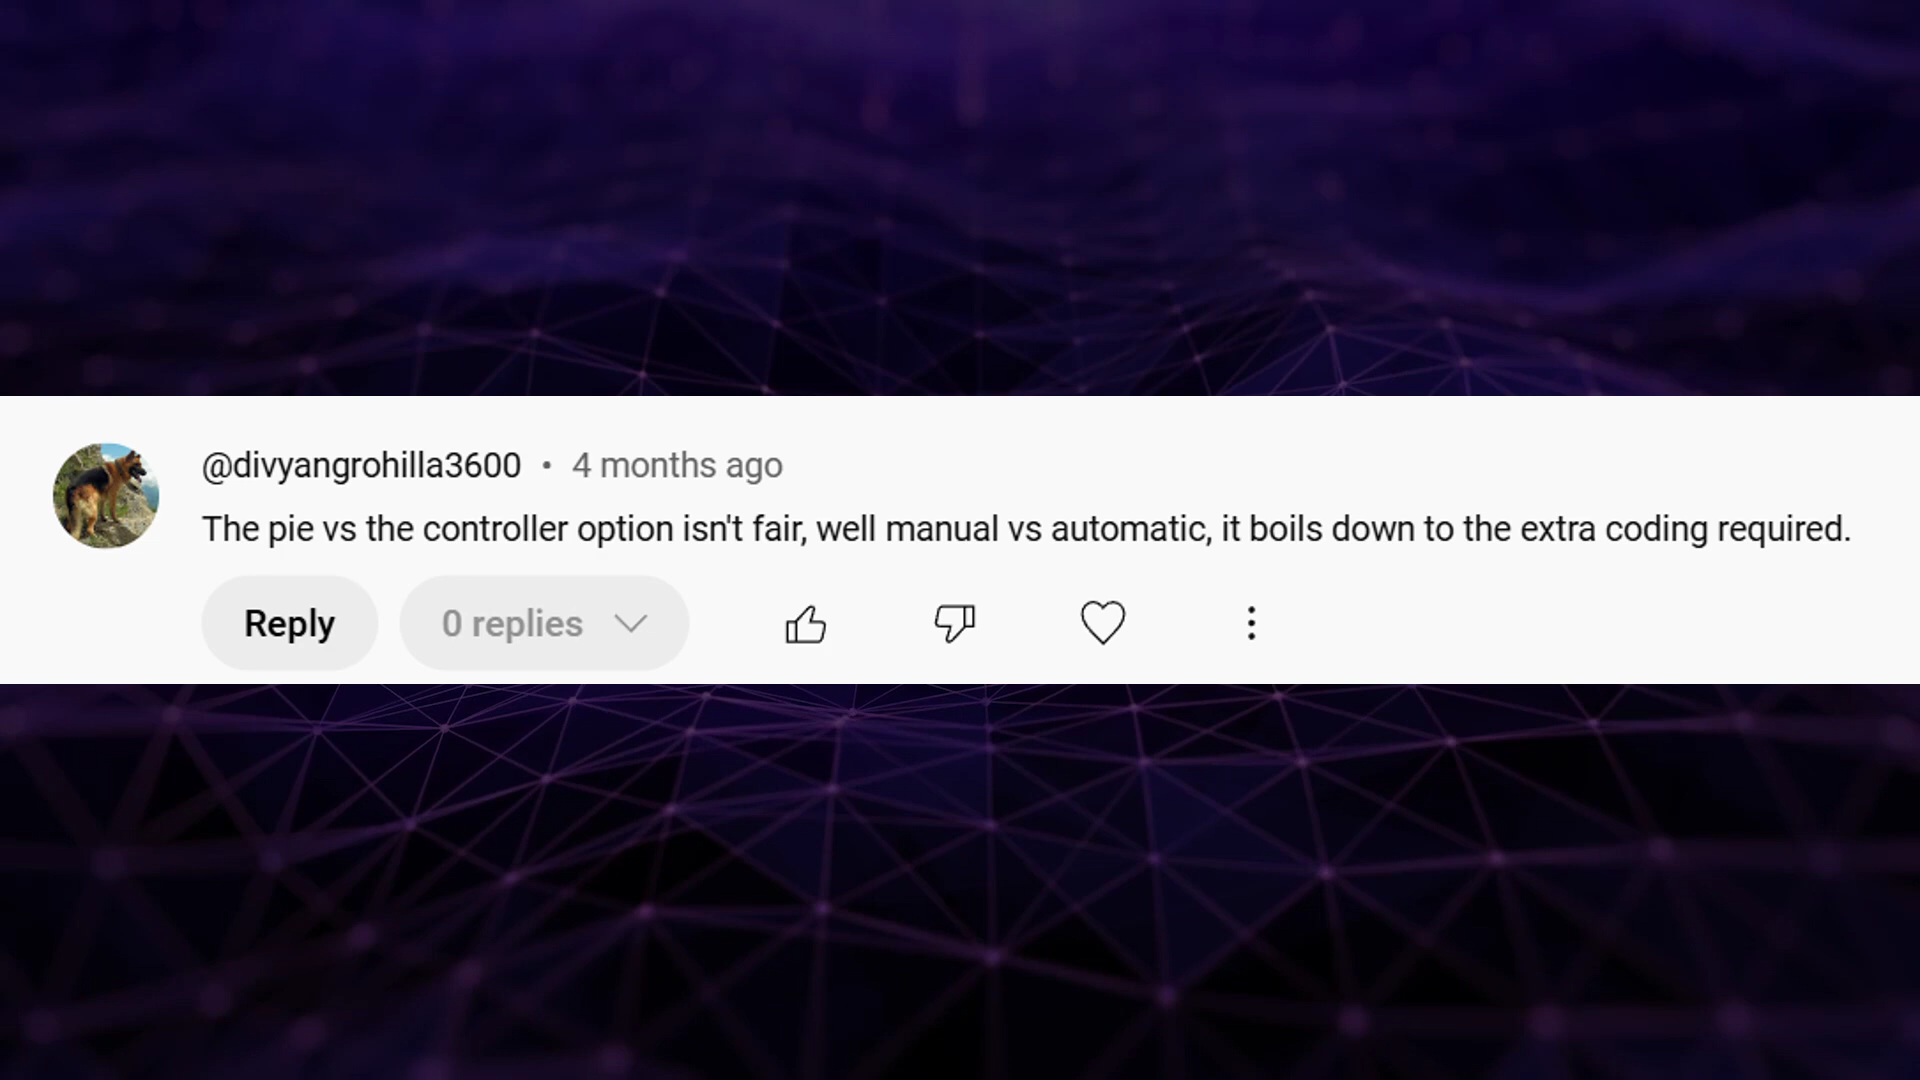 @divyangrohilla3600 • 4 months ago
The pie vs the controller option isn't fair, well manual vs automatic, it boils down to the extra coding required.
Reply 0 replies